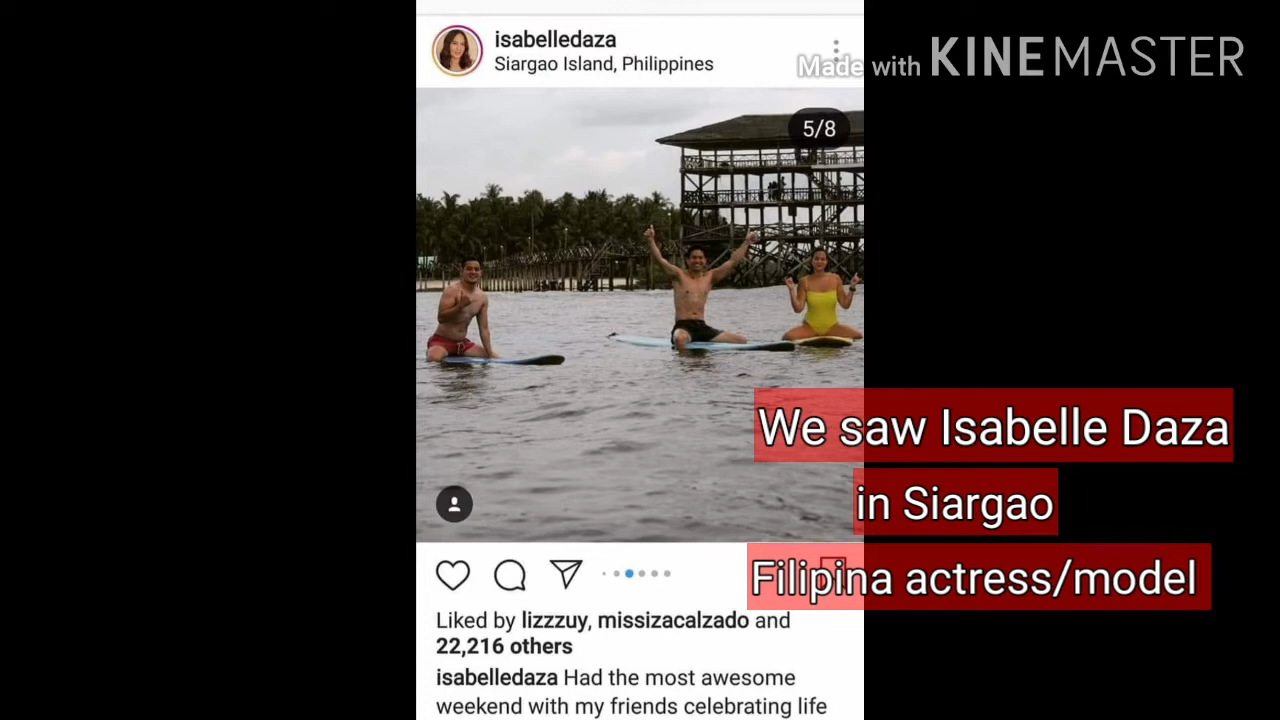 isabelledaza
Siargao Island, Philippines
Made with KINEMASTER
5/8
We saw Isabelle Daza
in Siargao
Filipina actress/model
Liked by lizzzuy, missizacalzado and
22,216 others
isabelledaza Had the most awesome
weekend with my friends celebrating life